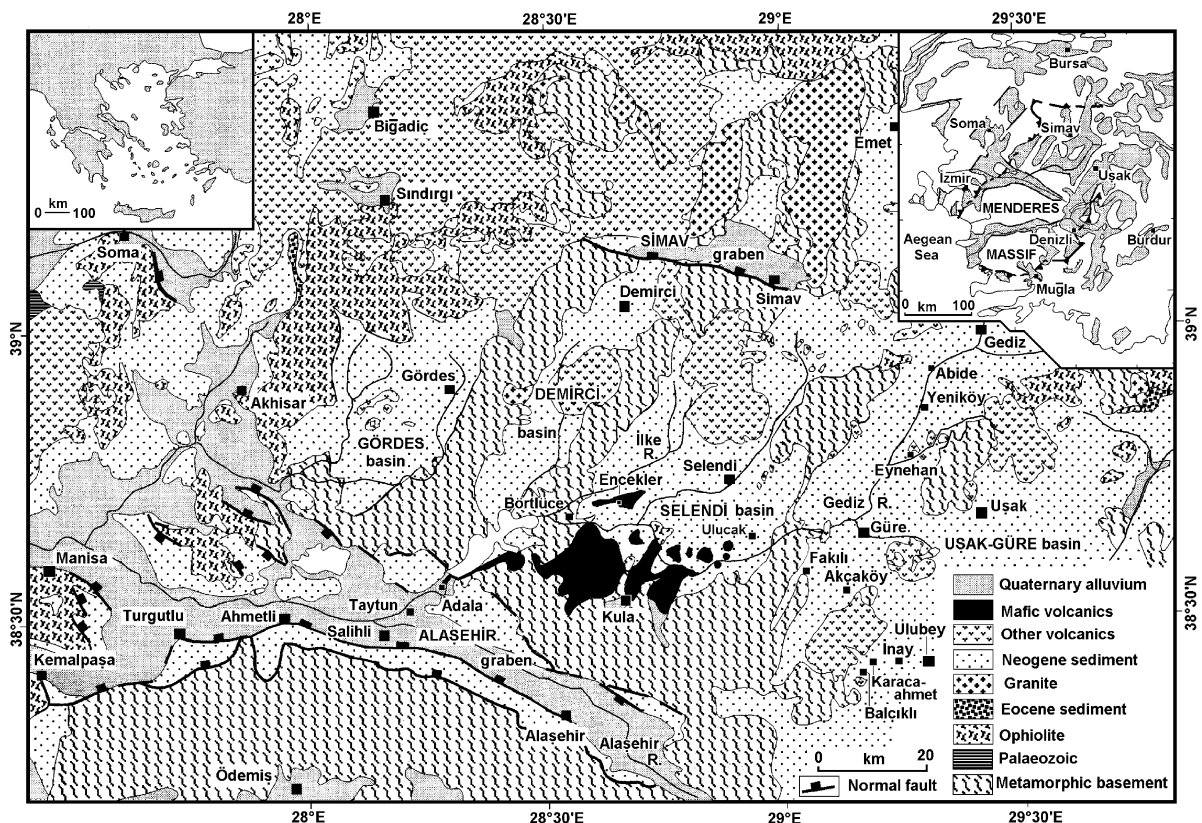 28°E
28°30'E
29°E
29°30'E
0 km 100
Bursa
Soma
Simav
İzmir
Uşak
MENDERES
Aegean
Sea
Denizli
Burdur
MASSIF
Muğla
0 km 100
Bigadiç
Sındırgı
Emet
Soma
SİMAV
graben
Simav
Demirci
39°N
39°N
Gediz
Abide
Yeniköy
Gördes
Akhisar
DEMİRCİ
basin
GÖRDES
basin
İlke
R.
Selendi
Eynehan
Encekler
Börtlüce
SELENDİ basin
Ulucak
Gediz R.
Güre
Uşak
UŞAK-GÜRE basin
Manisa
Fakılı
Akçaköy
Turgutlu
Ahmetli
Taytun
Adala
Kula
38°30'N
38°30'N
Salihli
ALAŞEHİR
graben
Kemalpaşa
Ulubey
İnay
Karaca-
ahmet
Balcıklı
Alaşehir
Alaşehir
R.
Ödemiş
0 km 20
Normal fault
Quaternary alluvium
Mafic volcanics
Other volcanics
Neogene sediment
Granite
Eocene sediment
Ophiolite
Palaeozoic
Metamorphic basement
28°E
28°30'E
29°E
29°30'E